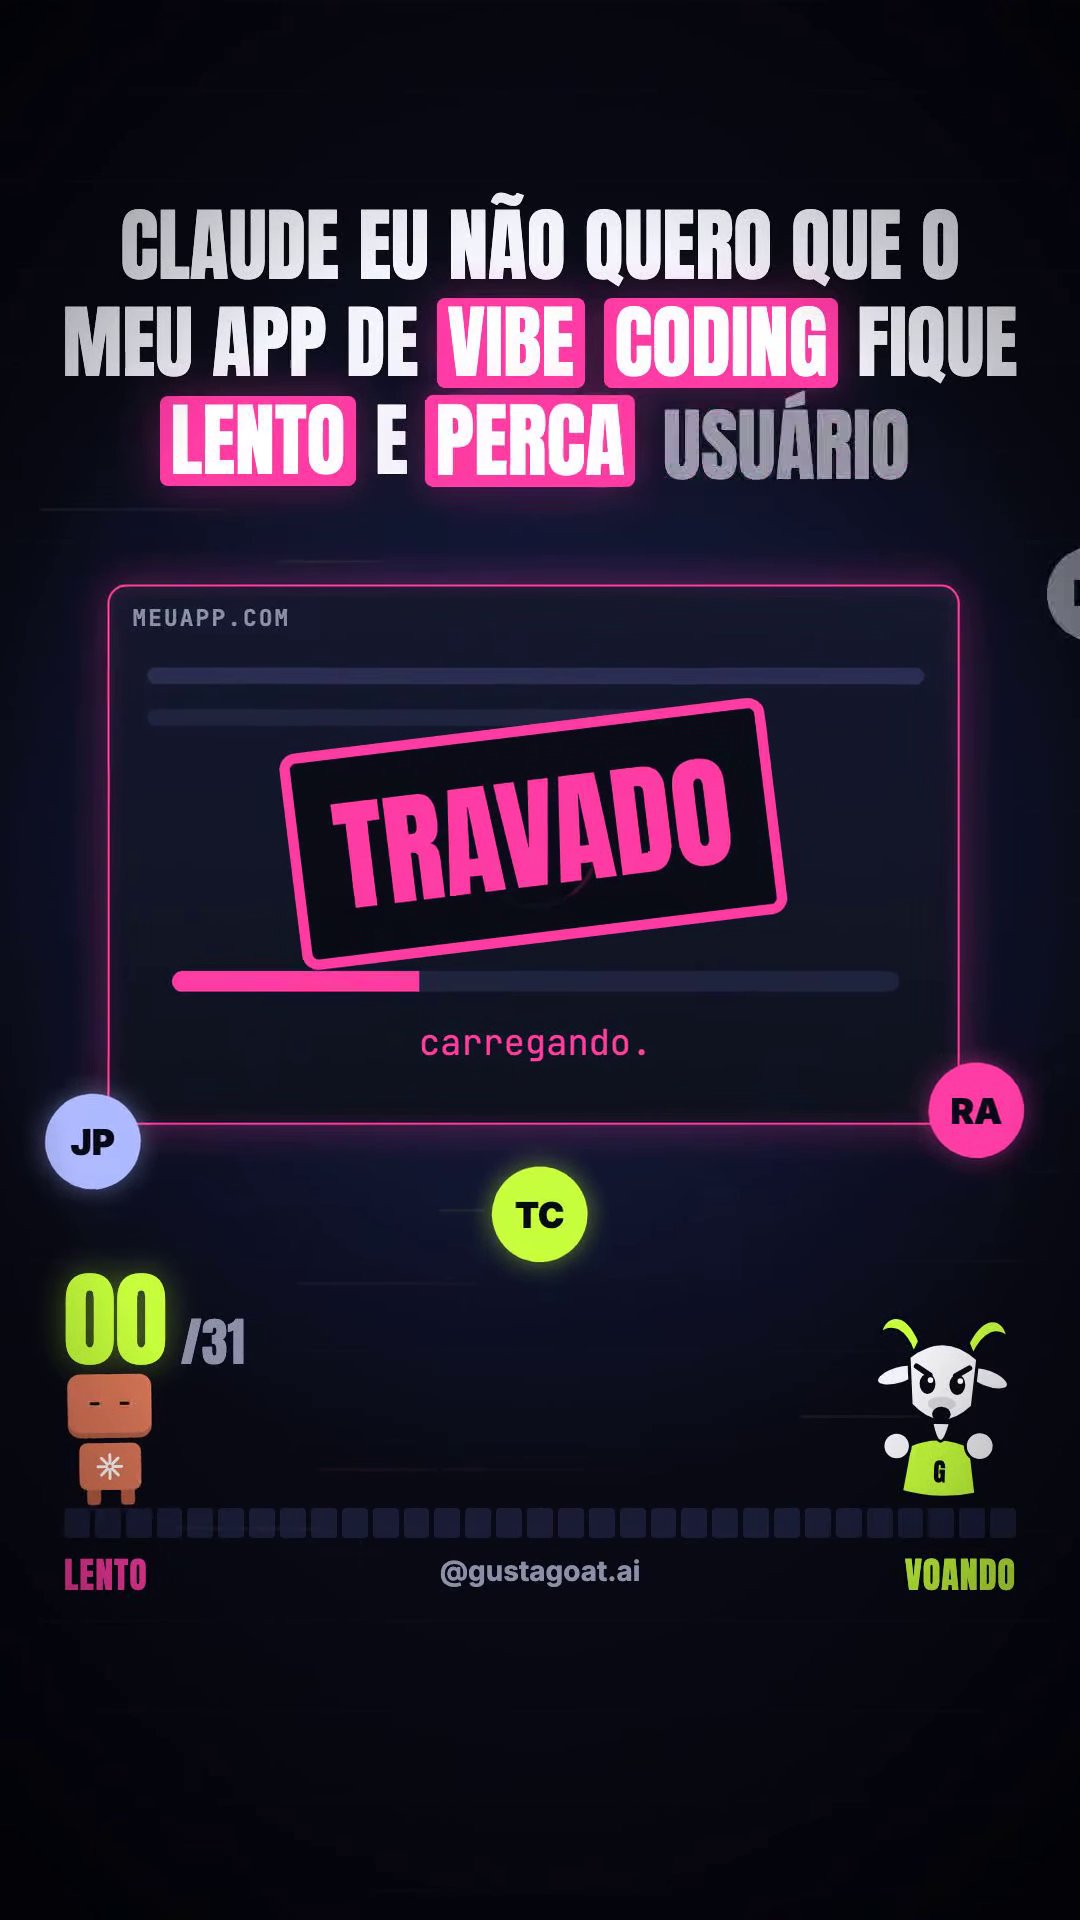 CLAUDE EU NÃO QUERO QUE O
MEU APP DE VIBE CODING FIQUE
LENTO E PERCA USUÁRIO
MEUAPP.COM
TRAVADO
carregando.
JP
RA
TC
00 /31
G
LENTO
@gustagoat.ai
VOANDO